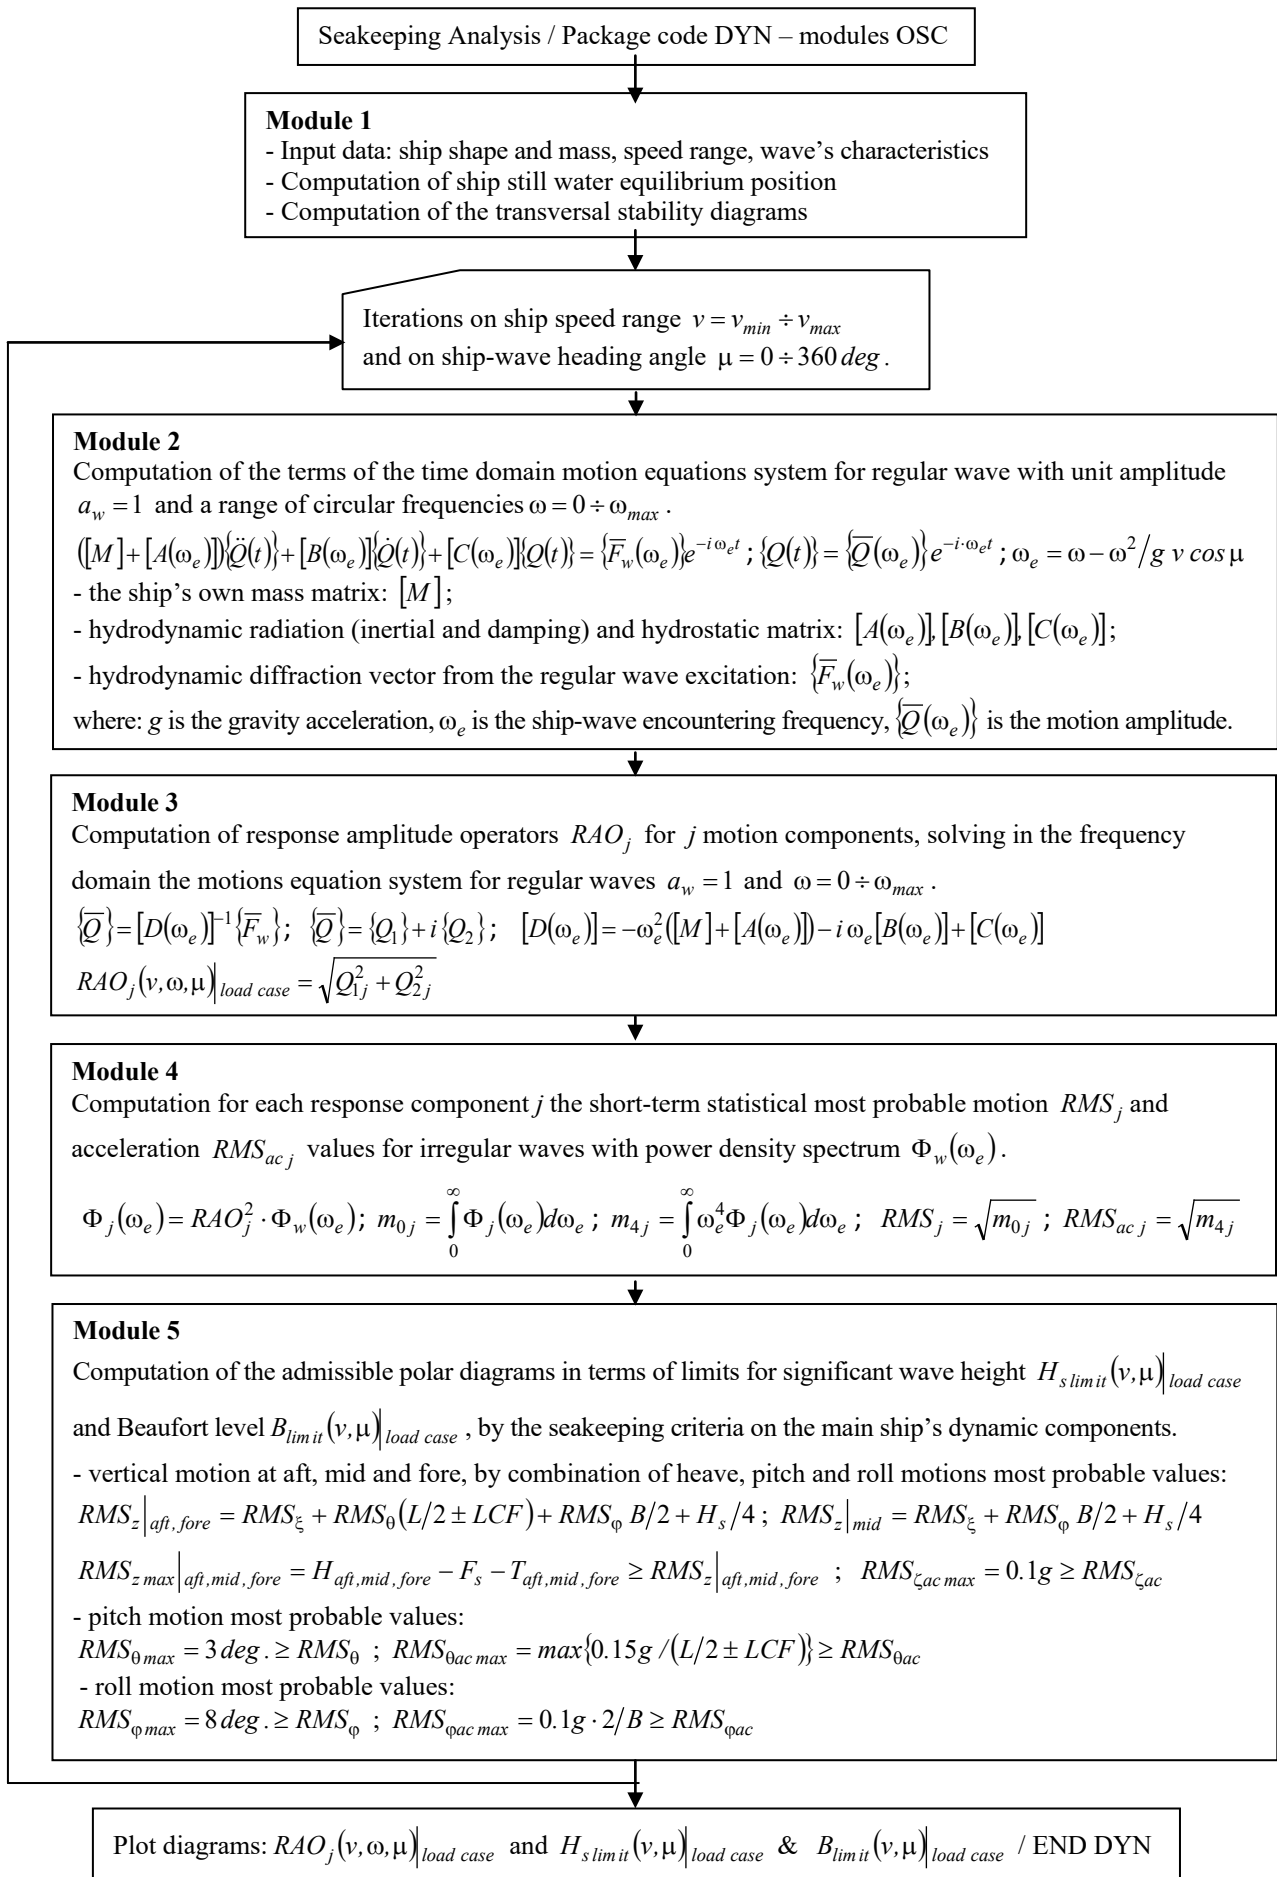 Seakeeping Analysis / Package code DYN – modules OSC
Module 1
- Input data: ship shape and mass, speed range, wave's characteristics
- Computation of ship still water equilibrium position
- Computation of the transversal stability diagrams
Iterations on ship speed range v = v_min ÷ v_max
and on ship-wave heading angle μ = 0 ÷ 360 deg .
Module 2
Computation of the terms of the time domain motion equations system for regular wave with unit amplitude
a_w = 1 and a range of circular frequencies ω = 0 ÷ ω_max .
([M] + [A(ω_e)]){Q̈(t)} + [B(ω_e)]{Q̇(t)} + [C(ω_e)]{Q(t)} = {F̅_w(ω_e)}e^{-i ω_e t} ; {Q(t)} = {Q̅(ω_e)}e^{-i·ω_e t} ; ω_e = ω – ω²/g v cos μ
- the ship's own mass matrix: [M];
- hydrodynamic radiation (inertial and damping) and hydrostatic matrix: [A(ω_e)], [B(ω_e)], [C(ω_e)];
- hydrodynamic diffraction vector from the regular wave excitation: {F̅_w(ω_e)};
where: g is the gravity acceleration, ω_e is the ship-wave encountering frequency, {Q̅(ω_e)} is the motion amplitude.
Module 3
Computation of response amplitude operators RAO_j for j motion components, solving in the frequency
domain the motions equation system for regular waves a_w = 1 and ω = 0 ÷ ω_max .
{Q̅} = [D(ω_e)]^{-1}{F̅_w}; {Q̅} = {Q_1} + i {Q_2}; [D(ω_e)] = –ω_e^2([M] + [A(ω_e)]) – i ω_e[B(ω_e)] + [C(ω_e)]
RAO_j(v,ω,μ)|_{load case} = √(Q_{1j}^2 + Q_{2j}^2)
Module 4
Computation for each response component j the short-term statistical most probable motion RMS_j and
acceleration RMS_{ac j} values for irregular waves with power density spectrum Φ_w(ω_e).
Φ_j(ω_e) = RAO_j^2 · Φ_w(ω_e); m_{0j} = ∫_0^∞ Φ_j(ω_e)dω_e ; m_{4j} = ∫_0^∞ ω_e^4 Φ_j(ω_e)dω_e ; RMS_j = √m_{0j} ; RMS_{ac j} = √m_{4j}
Module 5
Computation of the admissible polar diagrams in terms of limits for significant wave height H_{s limit}(v,μ)|_{load case}
and Beaufort level B_{limit}(v,μ)|_{load case} , by the seakeeping criteria on the main ship's dynamic components.
- vertical motion at aft, mid and fore, by combination of heave, pitch and roll motions most probable values:
RMS_z|_{aft,fore} = RMS_ξ + RMS_θ(L/2 ± LCF) + RMS_φ B/2 + H_s/4 ; RMS_z|_{mid} = RMS_ξ + RMS_φ B/2 + H_s/4
RMS_{z max}|_{aft,mid,fore} = H_{aft,mid,fore} – F_s – T_{aft,mid,fore} ≥ RMS_z|_{aft,mid,fore} ; RMS_{ζac max} = 0.1g ≥ RMS_{ζac}
- pitch motion most probable values:
RMS_{θ max} = 3 deg . ≥ RMS_θ ; RMS_{θac max} = max{0.15g /(L/2 ± LCF)} ≥ RMS_{θac}
- roll motion most probable values:
RMS_{φ max} = 8 deg . ≥ RMS_φ ; RMS_{φac max} = 0.1g · 2/B ≥ RMS_{φac}
Plot diagrams: RAO_j(v,ω,μ)|_{load case} and H_{s limit}(v,μ)|_{load case} & B_{limit}(v,μ)|_{load case} / END DYN